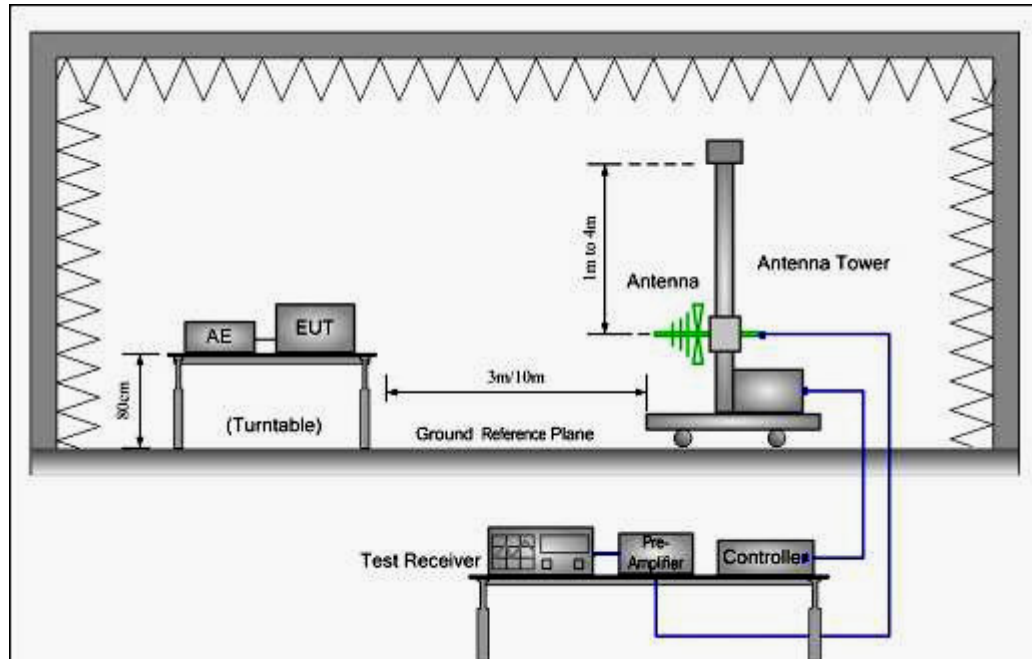 1m to 4m
Antenna Tower
Antenna
AE
EUT
80cm
3m/10m
(Turntable)
Ground Reference Plane
Test Receiver
Pre-
Amplifier
Controller